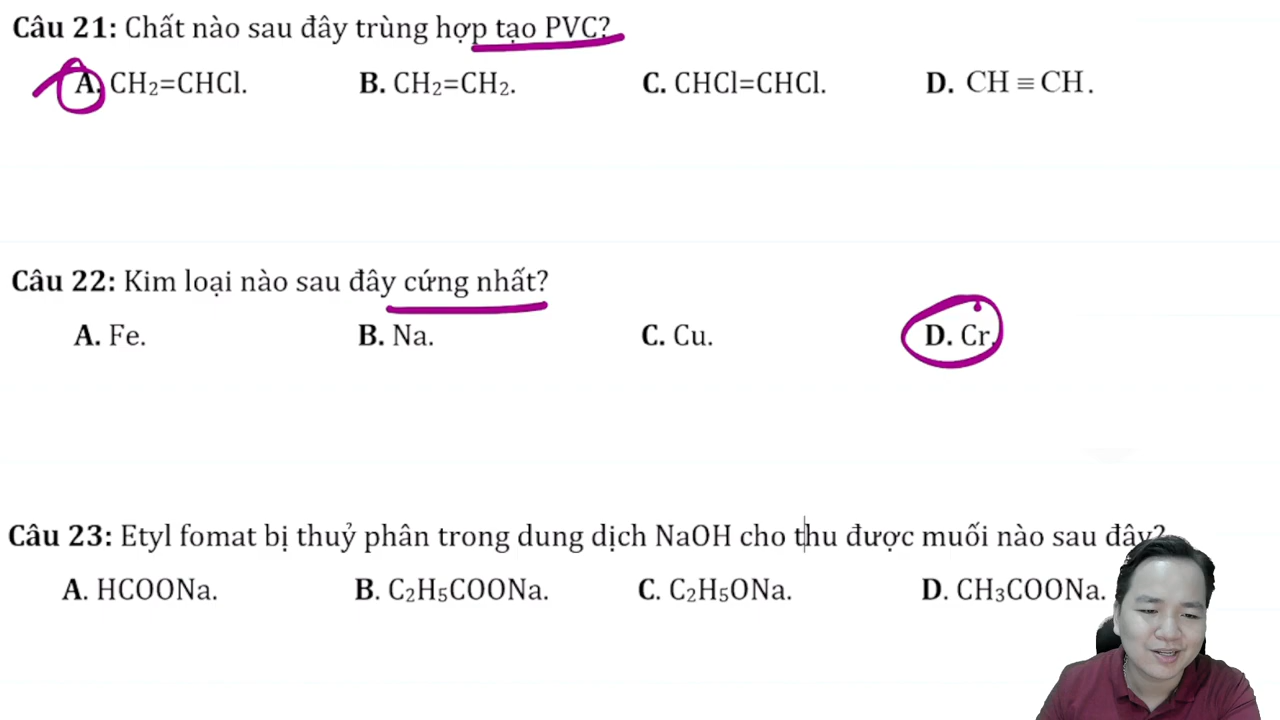 Câu 21: Chất nào sau đây trùng hợp tạo PVC?
A. CH₂=CHCl. B. CH₂=CH₂. C. CHCl=CHCl. D. CH≡CH.
Câu 22: Kim loại nào sau đây cứng nhất?
A. Fe. B. Na. C. Cu. D. Cr.
Câu 23: Etyl fomat bị thuỷ phân trong dung dịch NaOH cho thu được muối nào sau đây?
A. HCOONa. B. C₂H₅COONa. C. C₂H₅ONa. D. CH₃COONa.